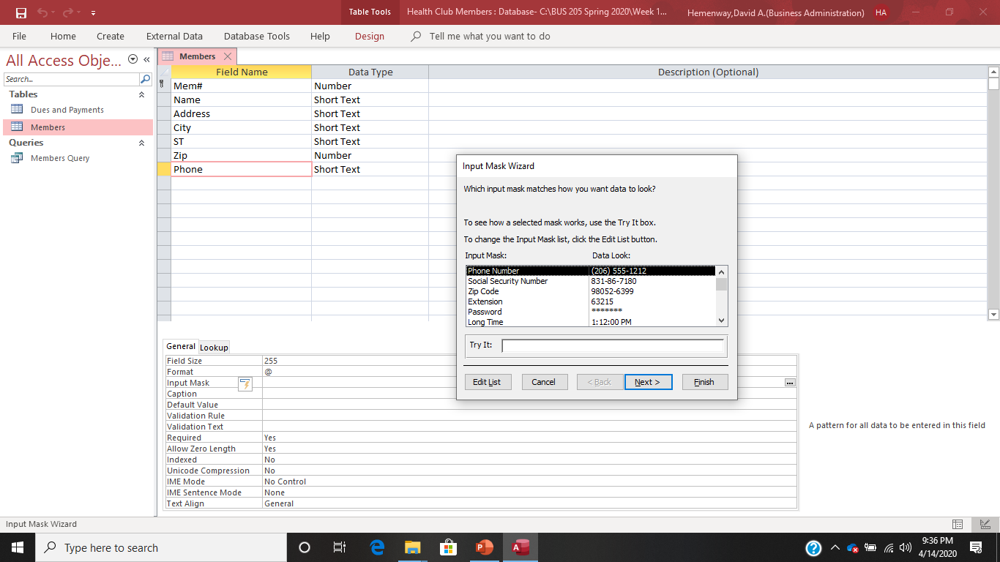 Table Tools
Health Club Members : Database- C:\BUS 205 Spring 2020\Week 1...
Hemenway,David A.(Business Administration)
HA
File Home Create External Data Database Tools Help Design Tell me what you want to do
All Access Obje...
Search...
Tables
Dues and Payments
Members
Queries
Members Query
Members
Field Name Data Type Description (Optional)
Mem# Number
Name Short Text
Address Short Text
City Short Text
ST Short Text
Zip Number
Phone Short Text
Input Mask Wizard
Which input mask matches how you want data to look?
To see how a selected mask works, use the Try It box.
To change the Input Mask list, click the Edit List button.
Input Mask: Data Look:
Phone Number (206) 555-1212
Social Security Number 831-86-7180
Zip Code 98052-6399
Extension 63215
Password *******
Long Time 1:12:00 PM
Try It:
Edit List Cancel < Back Next > Finish
General Lookup
Field Size 255
Format @
Input Mask
Caption
Default Value
Validation Rule
Validation Text
Required Yes
Allow Zero Length Yes
Indexed No
Unicode Compression No
IME Mode No Control
IME Sentence Mode None
Text Align General
A pattern for all data to be entered in this field
Input Mask Wizard
Type here to search
9:36 PM
4/14/2020